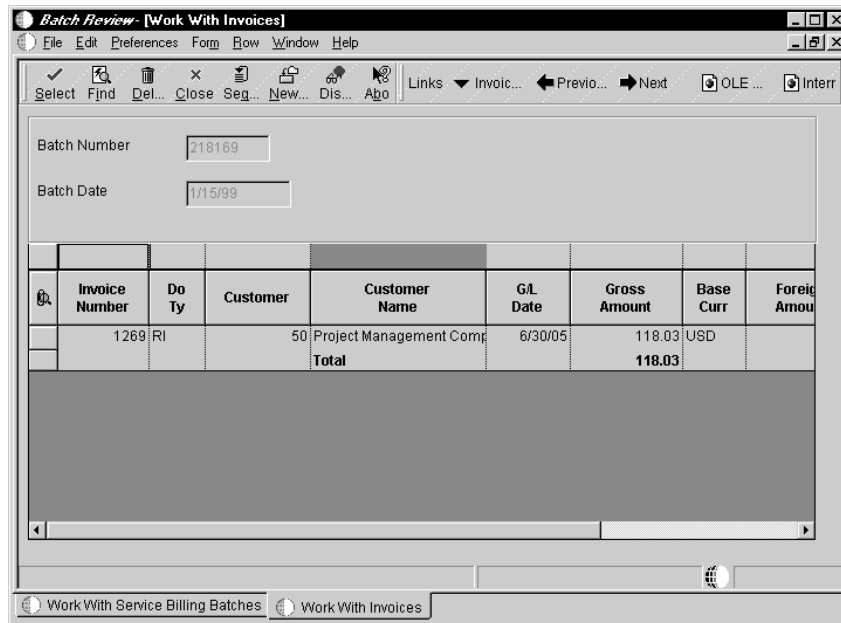 Batch Review - [Work With Invoices]
File Edit Preferences Form Row Window Help
Select Find Del... Close Seq... New... Dis... Abo Links Invoic... Previo... Next OLE ... Interr
Batch Number 218169
Batch Date 1/15/99
Invoice Number Do Ty Customer Customer Name G/L Date Gross Amount Base Curr Foreig Amou
1269 RI 50 Project Management Comp 6/30/05 118.03 USD
Total 118.03
Work With Service Billing Batches Work With Invoices